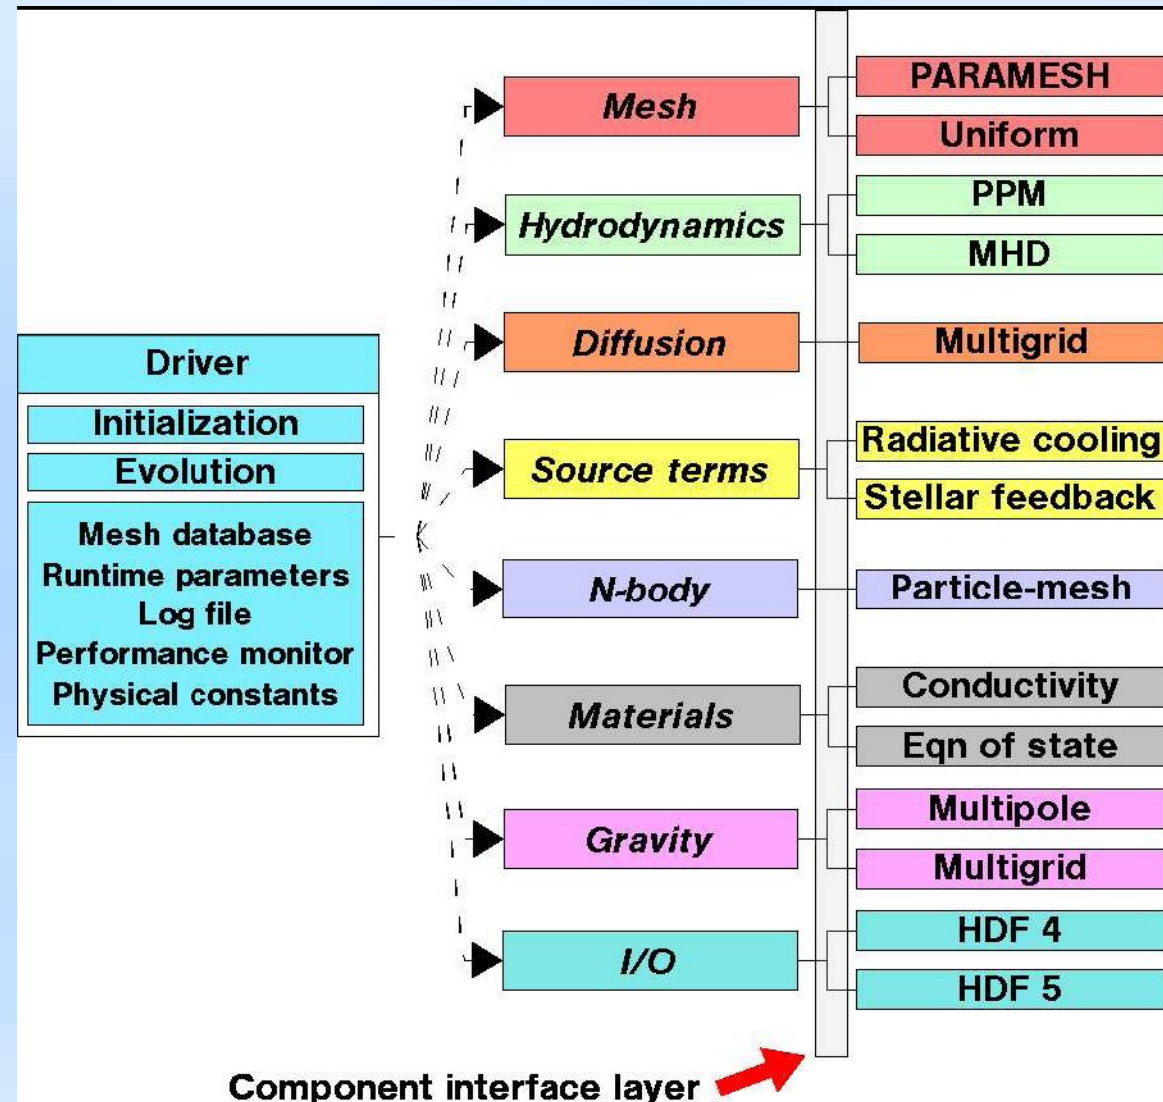 Driver
Initialization
Evolution
Mesh database
Runtime parameters
Log file
Performance monitor
Physical constants
Mesh
Hydrodynamics
Diffusion
Source terms
N-body
Materials
Gravity
I/O
PARAMESH
Uniform
PPM
MHD
Multigrid
Radiative cooling
Stellar feedback
Particle-mesh
Conductivity
Eqn of state
Multipole
Multigrid
HDF 4
HDF 5
Component interface layer